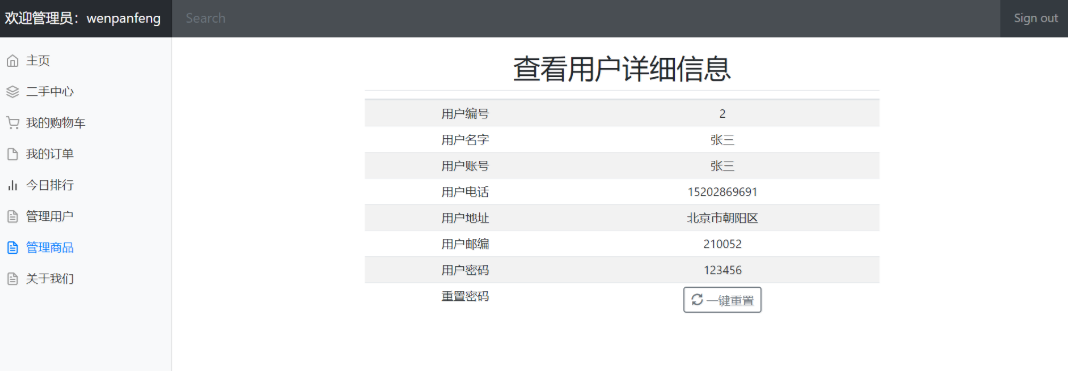 欢迎管理员：wenpanfeng Search Sign out
主页
二手中心
我的购物车
我的订单
今日排行
管理用户
管理商品
关于我们
查看用户详细信息
用户编号 2
用户名字 张三
用户账号 张三
用户电话 15202869691
用户地址 北京市朝阳区
用户邮编 210052
用户密码 123456
重置密码 一键重置